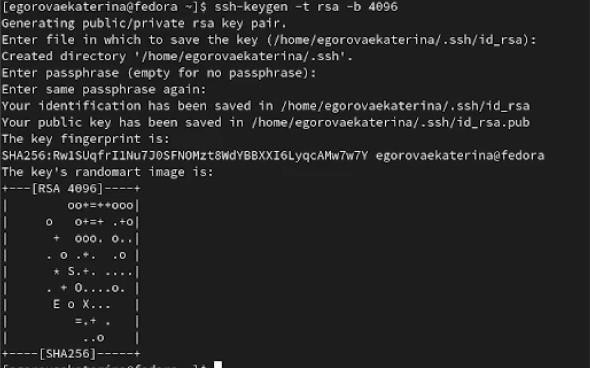 [egorovaekaterina@fedora ~]$ ssh-keygen -t rsa -b 4096
Generating public/private rsa key pair.
Enter file in which to save the key (/home/egorovaekaterina/.ssh/id_rsa):
Created directory '/home/egorovaekaterina/.ssh'.
Enter passphrase (empty for no passphrase):
Enter same passphrase again:
Your identification has been saved in /home/egorovaekaterina/.ssh/id_rsa
Your public key has been saved in /home/egorovaekaterina/.ssh/id_rsa.pub
The key fingerprint is:
SHA256:Rw1SUqfrI1Nu7J0SFNOMzt8WdYBBXXI6LyqcAMw7w7Y egorovaekaterina@fedora
The key's randomart image is:
+---[RSA 4096]----+
|        oo+=++ooo|
|     o   o+=+ .+o|
|      +  ooo. o..|
|     . o .+.  .o |
|      * S.+. ....|
|     . + O....o. |
|      E o X...   |
|         =.+ .   |
|          ..o    |
+----[SHA256]-----+